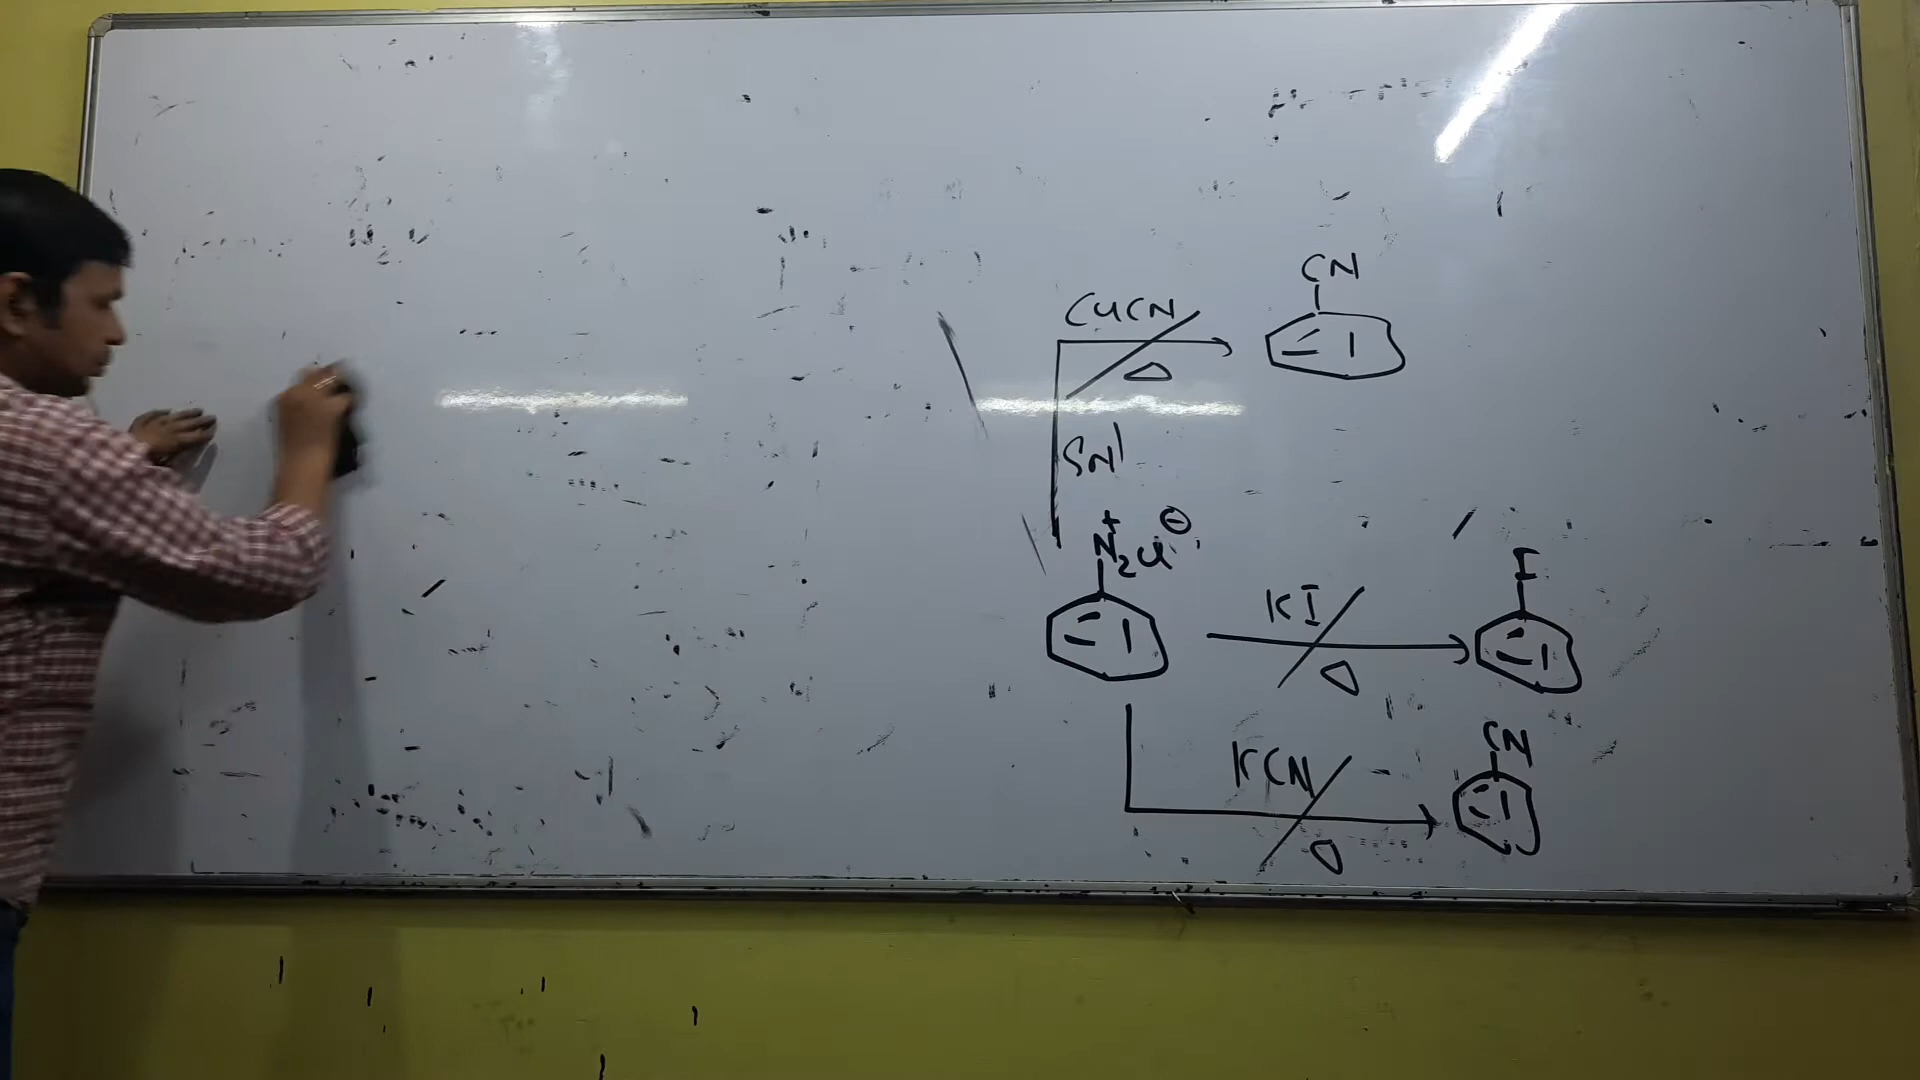 CN
CuCN
Δ
SN1
N2Cl
+ ⊖
KI
I
Δ
KCN
CN
Δ